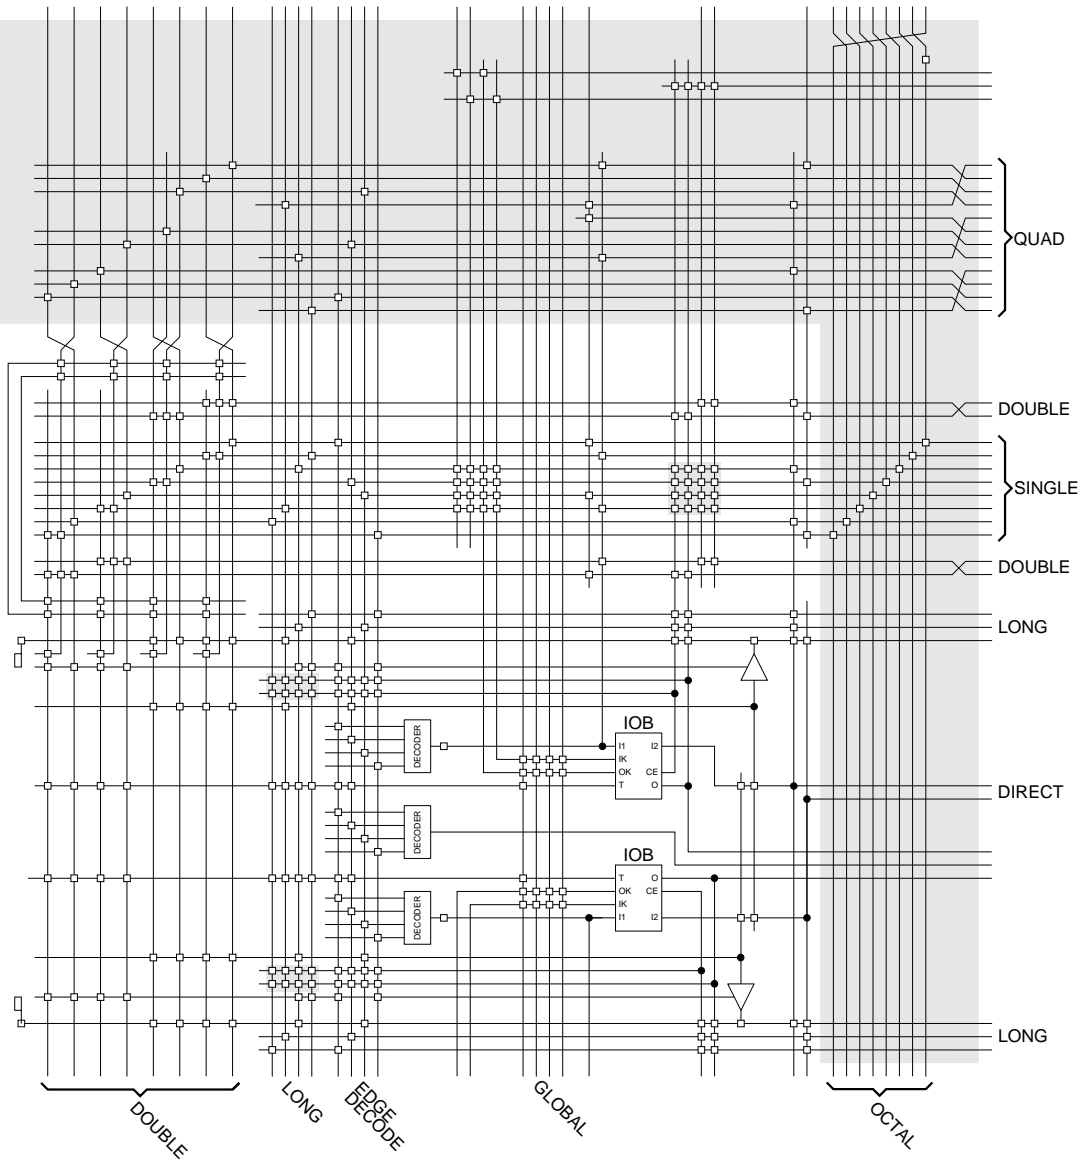 QUAD
DOUBLE
SINGLE
DOUBLE
LONG
IOB
DECODER
I1 I2
IK
OK CE
T O
DIRECT
DECODER
IOB
T O
OK CE
IK
I1 I2
DECODER
LONG
DOUBLE
LONG
EDGE
DECODE
GLOBAL
OCTAL